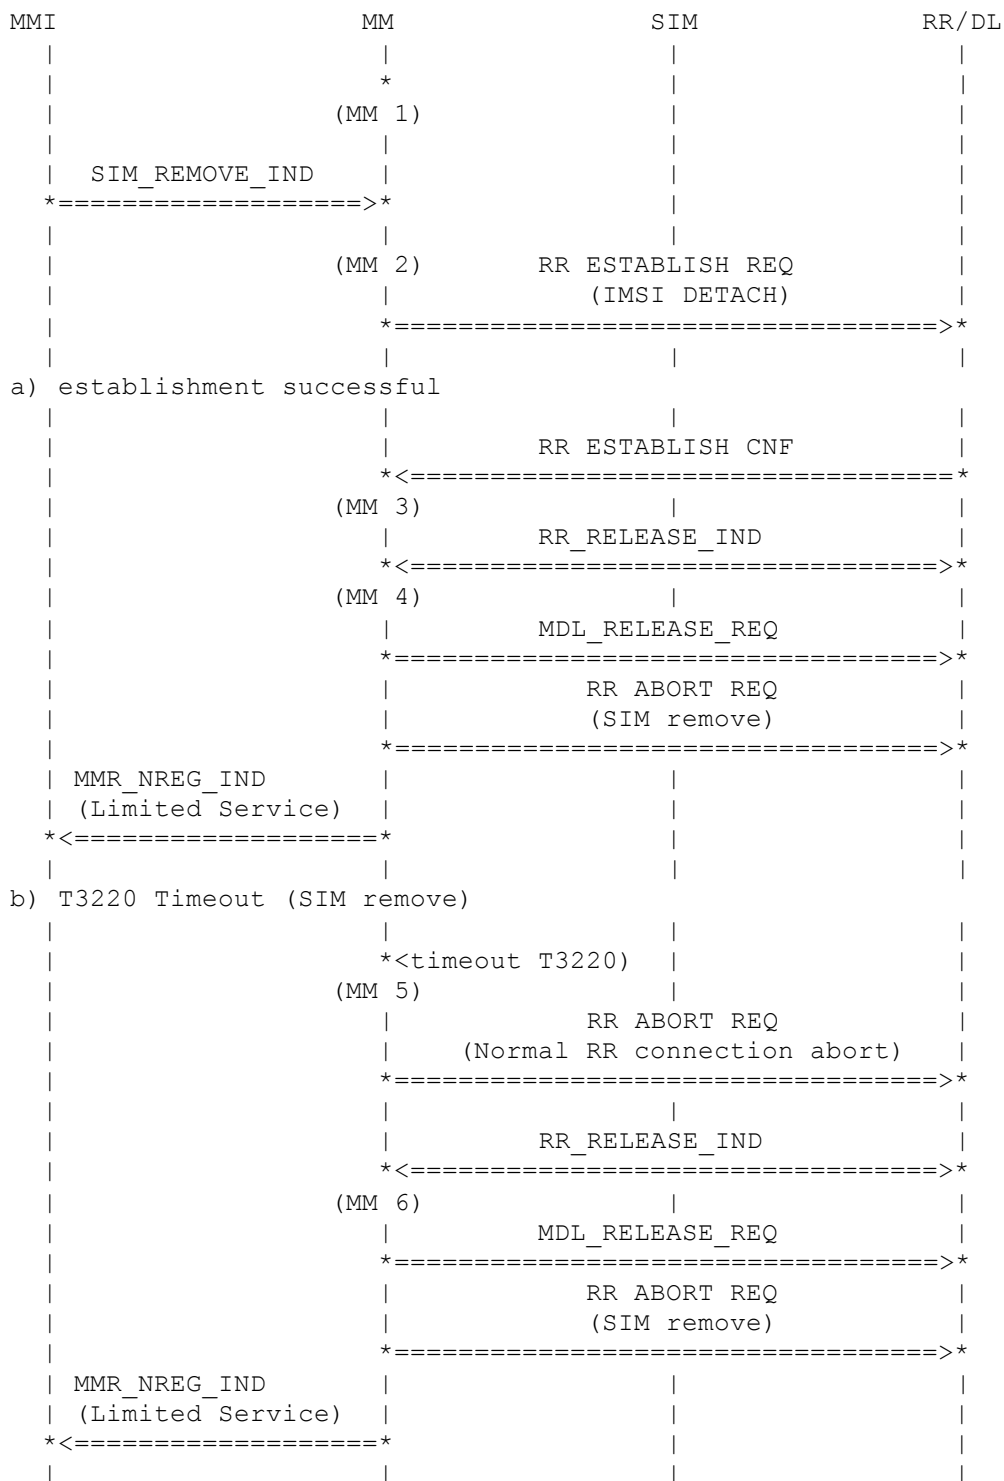 MMI MM SIM RR/DL
| | | |
| * | |
| (MM 1) | |
| | | |
| SIM_REMOVE_IND | | |
*===================>* | |
| | | |
| (MM 2) RR ESTABLISH REQ |
| | (IMSI DETACH) |
| *==================================>*
| | | |
a) establishment successful
| | | |
| | RR ESTABLISH CNF |
| *<==================================*
| (MM 3) | |
| | RR_RELEASE_IND |
| *<=================================>*
| (MM 4) | |
| | MDL_RELEASE_REQ |
| *==================================>*
| | RR ABORT REQ |
| | (SIM remove) |
| *==================================>*
| MMR_NREG_IND | | |
| (Limited Service) | | |
*<===================* | |
| | | |
b) T3220 Timeout (SIM remove)
| | | |
| *<timeout T3220) | |
| (MM 5) | |
| | RR ABORT REQ |
| | (Normal RR connection abort) |
| *==================================>*
| | | |
| | RR_RELEASE_IND |
| *<=================================>*
| (MM 6) | |
| | MDL_RELEASE_REQ |
| *==================================>*
| | RR ABORT REQ |
| | (SIM remove) |
| *==================================>*
| MMR_NREG_IND | | |
| (Limited Service) | | |
*<===================* | |
| | | |